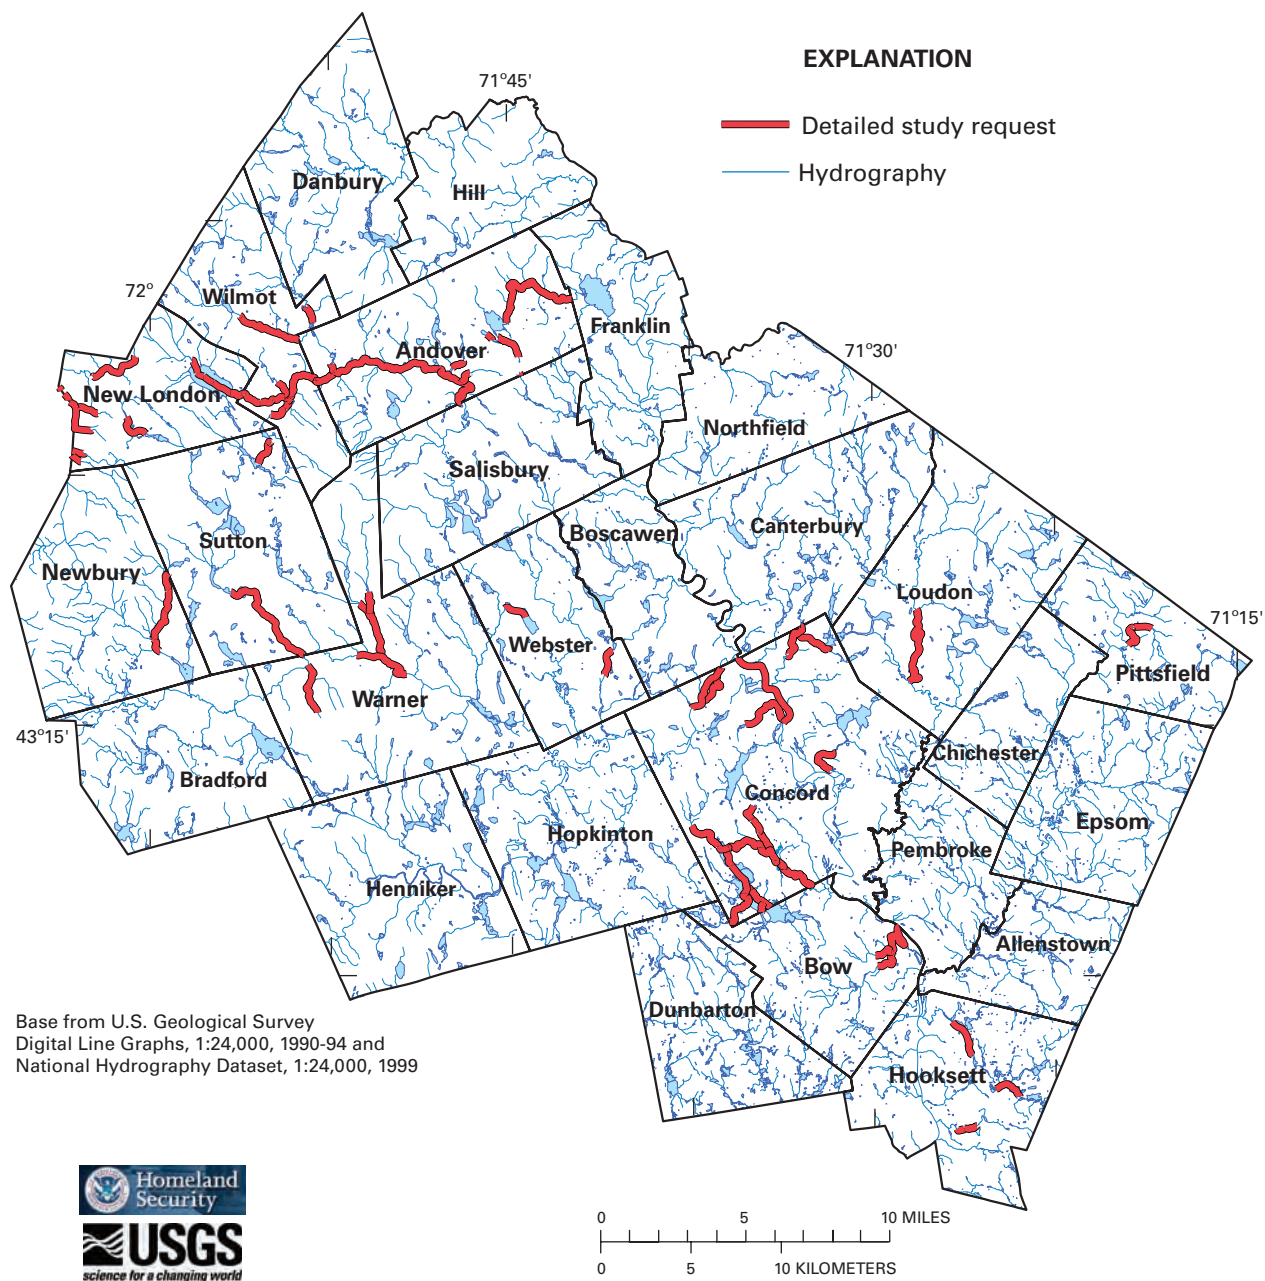 EXPLANATION
Detailed study request
Hydrography
71°45'
Danbury
Hill
72°
Wilmot
Franklin
Andover
71°30'
New London
Northfield
Salisbury
Boscawen
Canterbury
Sutton
Newbury
Loudon
71°15'
Webster
Pittsfield
Warner
43°15'
Chichester
Bradford
Concord
Epsom
Hopkinton
Pembroke
Henniker
Allenstown
Bow
Dunbarton
Hooksett
Base from U.S. Geological Survey
Digital Line Graphs, 1:24,000, 1990-94 and
National Hydrography Dataset, 1:24,000, 1999
Homeland
Security
USGS
science for a changing world
0 5 10 MILES
0 5 10 KILOMETERS